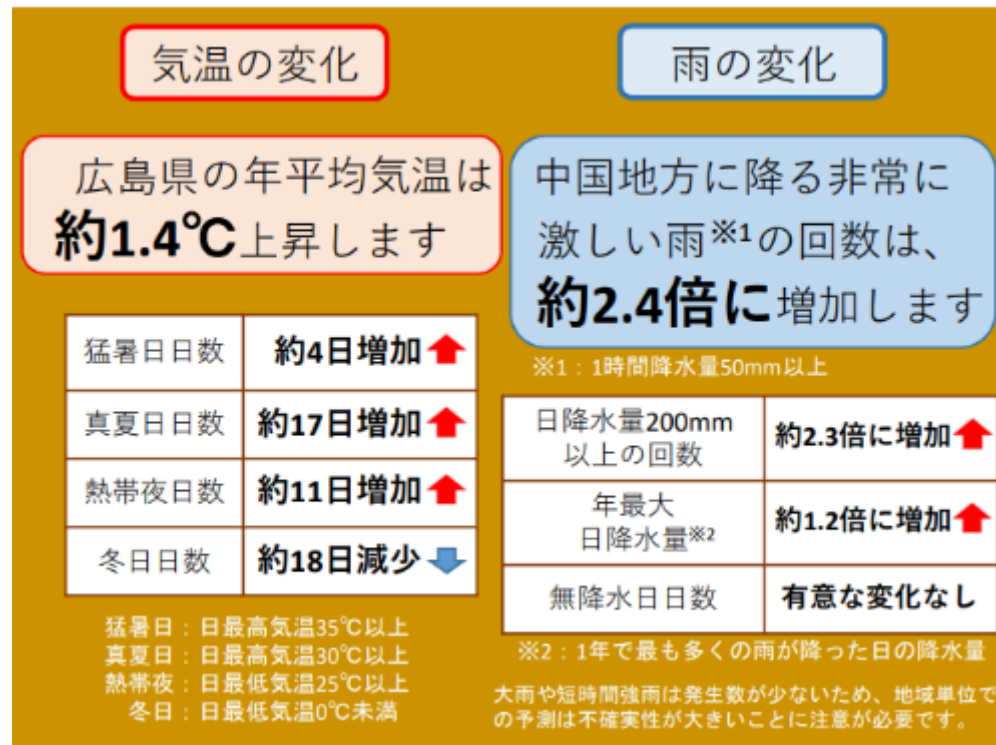 気温の変化
広島県の年平均気温は
約1.4℃上昇します
猛暑日日数 約4日増加
真夏日日数 約17日増加
熱帯夜日数 約11日増加
冬日日数 約18日減少
猛暑日：日最高気温35℃以上
真夏日：日最高気温30℃以上
熱帯夜：日最低気温25℃以上
冬日：日最低気温0℃未満
雨の変化
中国地方に降る非常に
激しい雨※1の回数は、
約2.4倍に増加します
※1：1時間降水量50mm以上
日降水量200mm
以上の回数 約2.3倍に増加
年最大
日降水量※2 約1.2倍に増加
無降水日日数 有意な変化なし
※2：1年で最も多くの雨が降った日の降水量
大雨や短時間強雨は発生数が少ないため、地域単位で
の予測は不確実性が大きいことに注意が必要です。